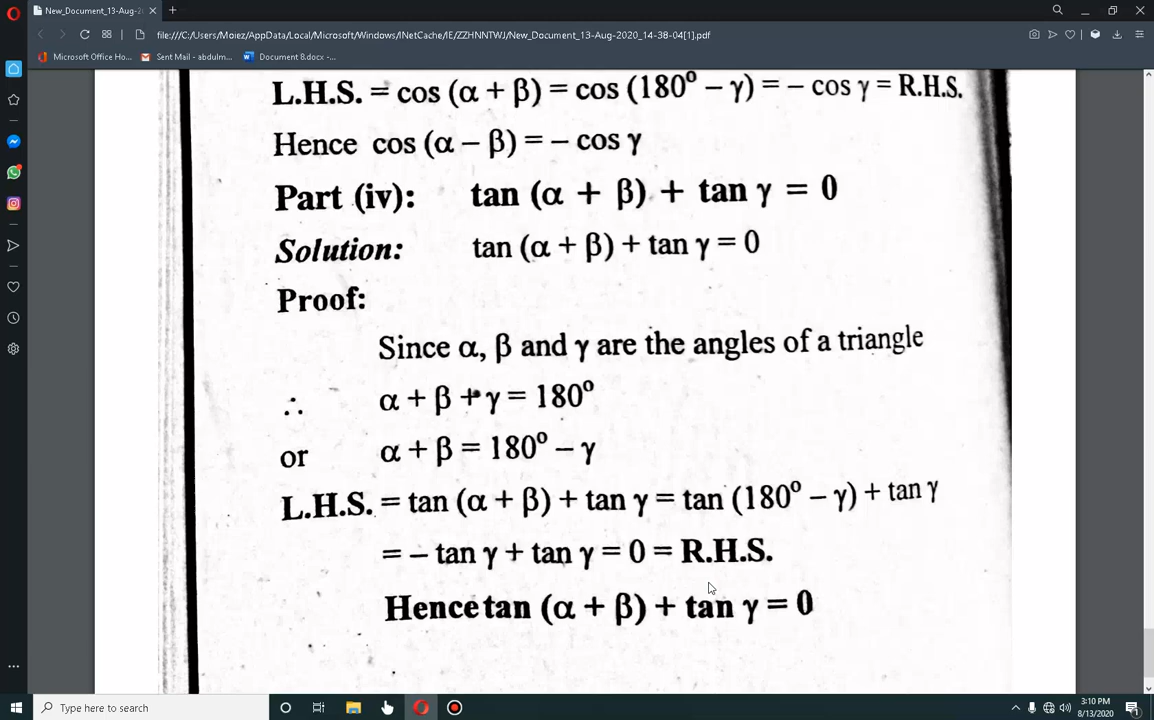 New_Document_13-Aug-2
file:///C:/Users/Moiez/AppData/Local/Microsoft/Windows/INetCache/IE/ZZHNNTWJ/New_Document_13-Aug-2020_14-38-04[1].pdf
Microsoft Office Ho... Sent Mail - abdulm... Document 8.docx -...
L.H.S. = cos (α + β) = cos (180° – γ) = – cos γ = R.H.S.
Hence cos (α – β) = – cos γ
Part (iv): tan (α + β) + tan γ = 0
Solution: tan (α + β) + tan γ = 0
Proof:
Since α, β and γ are the angles of a triangle
∴ α + β + γ = 180°
or α + β = 180° – γ
L.H.S. = tan (α + β) + tan γ = tan (180° – γ) + tan γ
= – tan γ + tan γ = 0 = R.H.S.
Hence tan (α + β) + tan γ = 0
Type here to search
3:10 PM
8/13/2020